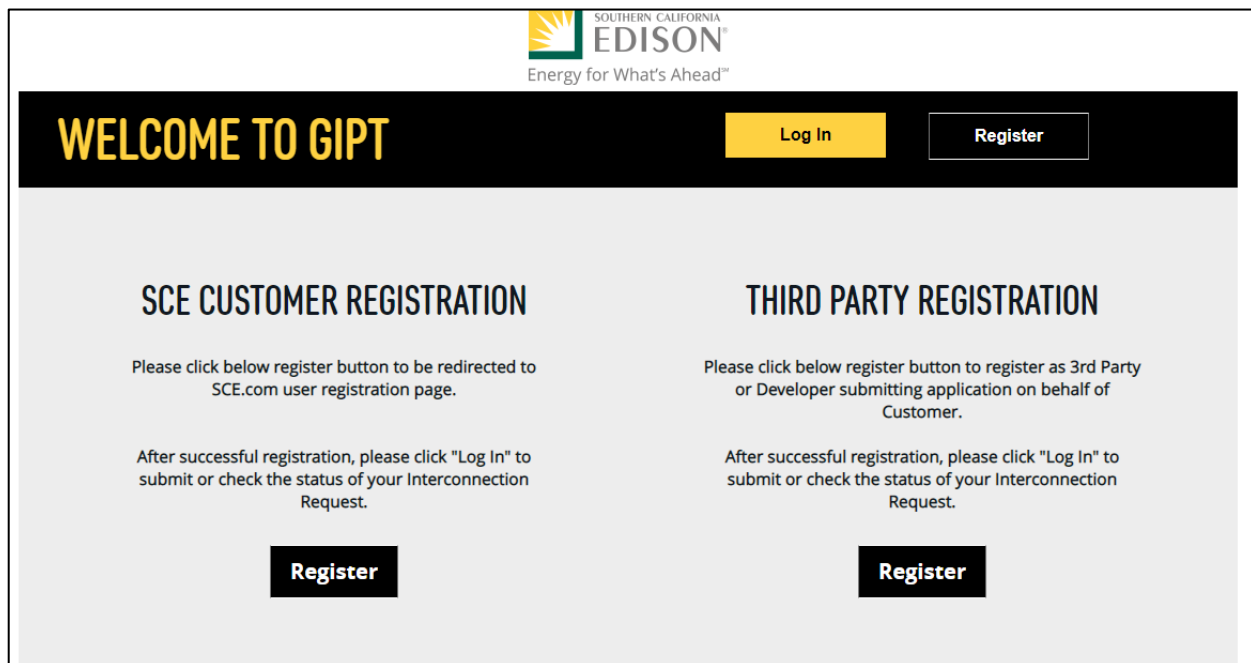 SOUTHERN CALIFORNIA
EDISON®
Energy for What's Ahead℠
WELCOME TO GIPT
Log In
Register
SCE CUSTOMER REGISTRATION
Please click below register button to be redirected to
SCE.com user registration page.
After successful registration, please click "Log In" to
submit or check the status of your Interconnection
Request.
Register
THIRD PARTY REGISTRATION
Please click below register button to register as 3rd Party
or Developer submitting application on behalf of
Customer.
After successful registration, please click "Log In" to
submit or check the status of your Interconnection
Request.
Register